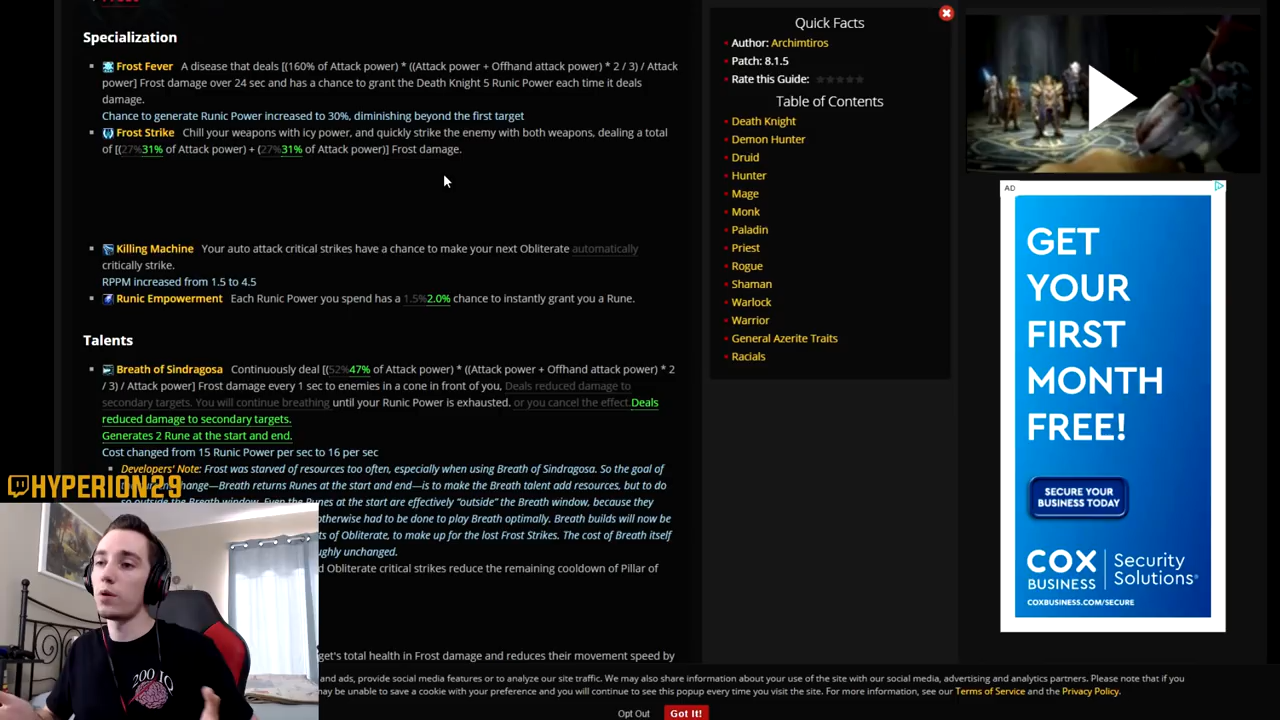 Specialization
Frost Fever A disease that deals [(160% of Attack power) * ((Attack power + Offhand attack power) * 2 / 3) / Attack
power] Frost damage over 24 sec and has a chance to grant the Death Knight 5 Runic Power each time it deals
damage.
Chance to generate Runic Power increased to 30%, diminishing beyond the first target
Frost Strike Chill your weapons with icy power, and quickly strike the enemy with both weapons, dealing a total
of [(27%31% of Attack power) + (27%31% of Attack power)] Frost damage.
Killing Machine Your auto attack critical strikes have a chance to make your next Obliterate automatically
critically strike.
RPPM increased from 1.5 to 4.5
Runic Empowerment Each Runic Power you spend has a 1.5%2.0% chance to instantly grant you a Rune.
Talents
Breath of Sindragosa Continuously deal [(52%47% of Attack power) * ((Attack power + Offhand attack power) * 2
/ 3) / Attack power] Frost damage every 1 sec to enemies in a cone in front of you, Deals reduced damage to
secondary targets. You will continue breathing until your Runic Power is exhausted. or you cancel the effect.Deals
reduced damage to secondary targets.
Generates 2 Rune at the start and end.
Cost changed from 15 Runic Power per sec to 16 per sec
Developers' Note: Frost was starved of resources too often, especially when using Breath of Sindragosa. So the goal of
change—Breath returns Runes at the start and end—is to make the Breath talent add resources, but to do
so outside the Breath window. Even the Runes at the start are effectively "outside" the Breath window, because they
otherwise had to be done to play Breath optimally. Breath builds will now be
ts of Obliterate, to make up for the lost Frost Strikes. The cost of Breath itself
ughly unchanged.
d Obliterate critical strikes reduce the remaining cooldown of Pillar of
get's total health in Frost damage and reduces their movement speed by
HYPERION29
200 IQ
Quick Facts
Author: Archimtiros
Patch: 8.1.5
Rate this Guide:
Table of Contents
Death Knight
Demon Hunter
Druid
Hunter
Mage
Monk
Paladin
Priest
Rogue
Shaman
Warlock
Warrior
General Azerite Traits
Racials
AD
GET
YOUR
FIRST
MONTH
FREE!
SECURE YOUR
BUSINESS TODAY
COX
BUSINESS
Security
Solutions®
COXBUSINESS.COM/SECURE
and ads, provide social media features or to analyze our site traffic. We may also share information about your use of the site with our social media, advertising and analytics partners. Please note that if you
may be unable to save a cookie with your preference and you will continue to see this popup every time you visit the site. For more information, see our Terms of Service and the Privacy Policy.
Opt Out
Got It!